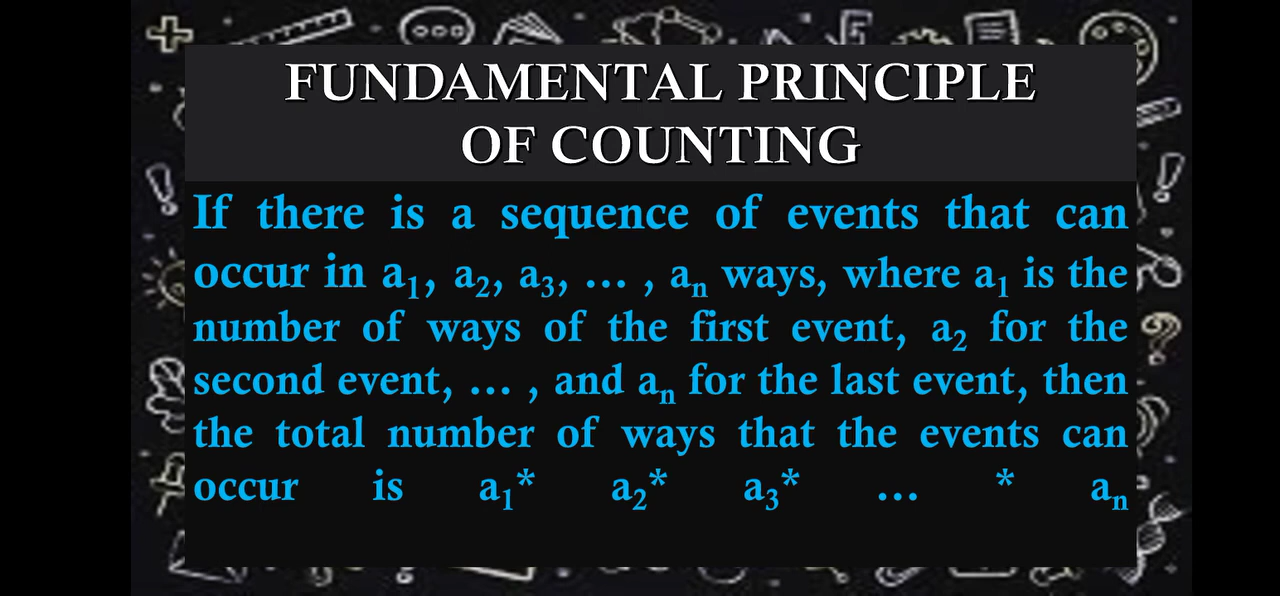 FUNDAMENTAL PRINCIPLE
OF COUNTING
If there is a sequence of events that can
occur in a₁, a₂, a₃, … , aₙ ways, where a₁ is the
number of ways of the first event, a₂ for the
second event, … , and aₙ for the last event, then
the total number of ways that the events can
occur is a₁* a₂* a₃* … * aₙ